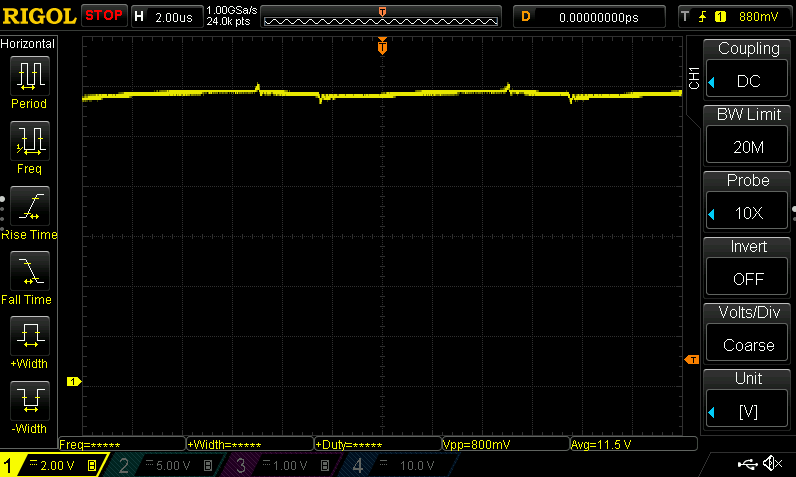 RIGOL STOP H 2.00us 1.00GSa/s 24.0k pts T D 0.00000000ps T 1 880mV
Horizontal
Period
Freq
Rise Time
Fall Time
+Width
-Width
T
T
1
CH1
Coupling
DC
BW Limit
20M
Probe
10X
Invert
OFF
Volts/Div
Coarse
Unit
[V]
Freq=***** +Width=***** +Duty=***** Vpp=800mV Avg=11.5 V
1 2.00 V B 2 5.00 V B 3 1.00 V B 4 10.0 V